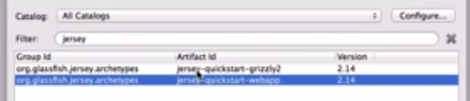 Catalog: All Catalogs Configure...
Filter: jersey
Group Id Artifact Id Version
org.glassfish.jersey.archetypes jersey-quickstart-grizzly2 2.14
org.glassfish.jersey.archetypes jersey-quickstart-webapp 2.14